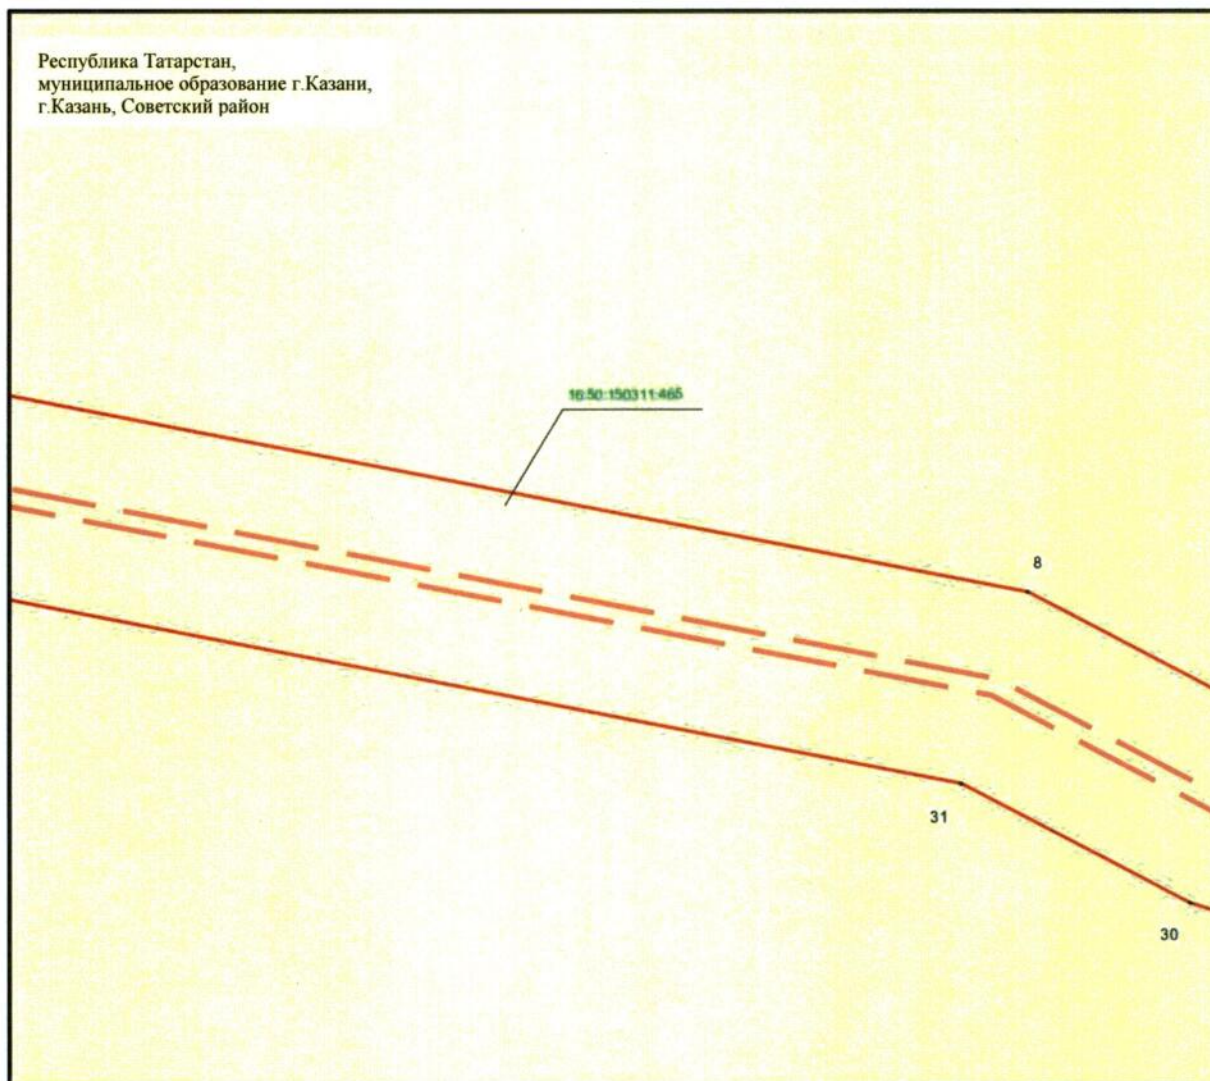 Республика Татарстан,
муниципальное образование г.Казани,
г.Казань, Советский район
16:50:150311:465
8
31
30